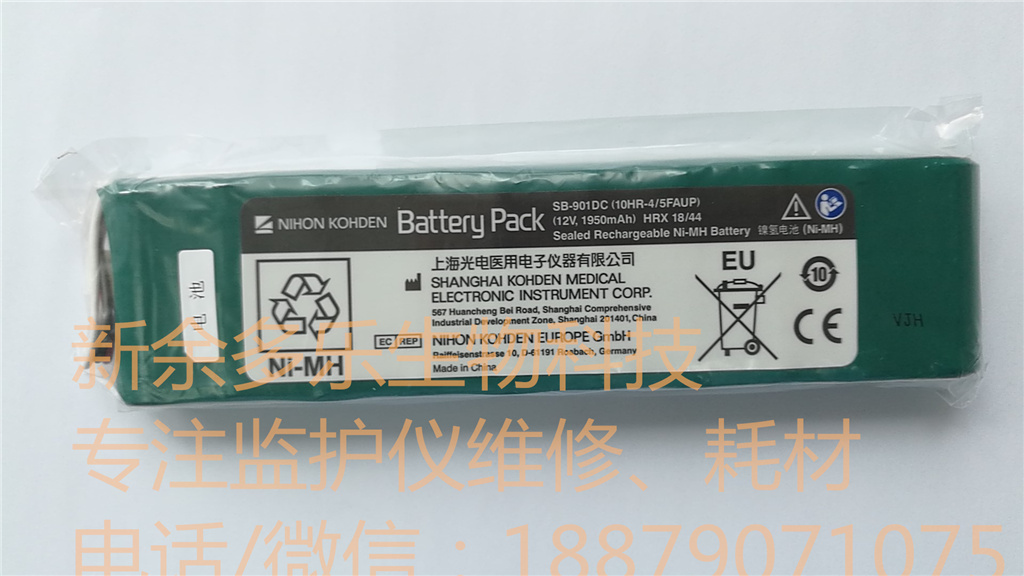 NIHON KOHDEN Battery Pack
SB-901DC (10HR-4/5FAUP)
(12V, 1950mAh) HRX 18/44
Sealed Rechargeable Ni-MH Battery 镍氢电池 (Ni-MH)
电池
Ni-MH
上海光电医用电子仪器有限公司
SHANGHAI KOHDEN MEDICAL
ELECTRONIC INSTRUMENT CORP.
567 Huancheng Bei Road, Shanghai Comprehensive
Industrial Development Zone, Shanghai 201401, China
EC REP NIHON KOHDEN EUROPE GmbH
Raiffeisenstrasse 10, D-61191 Rosbach, Germany
Made in China
EU
10
CE
VJH
新余多乐生物科技
专注监护仪维修、耗材
电话/微信：18879071075